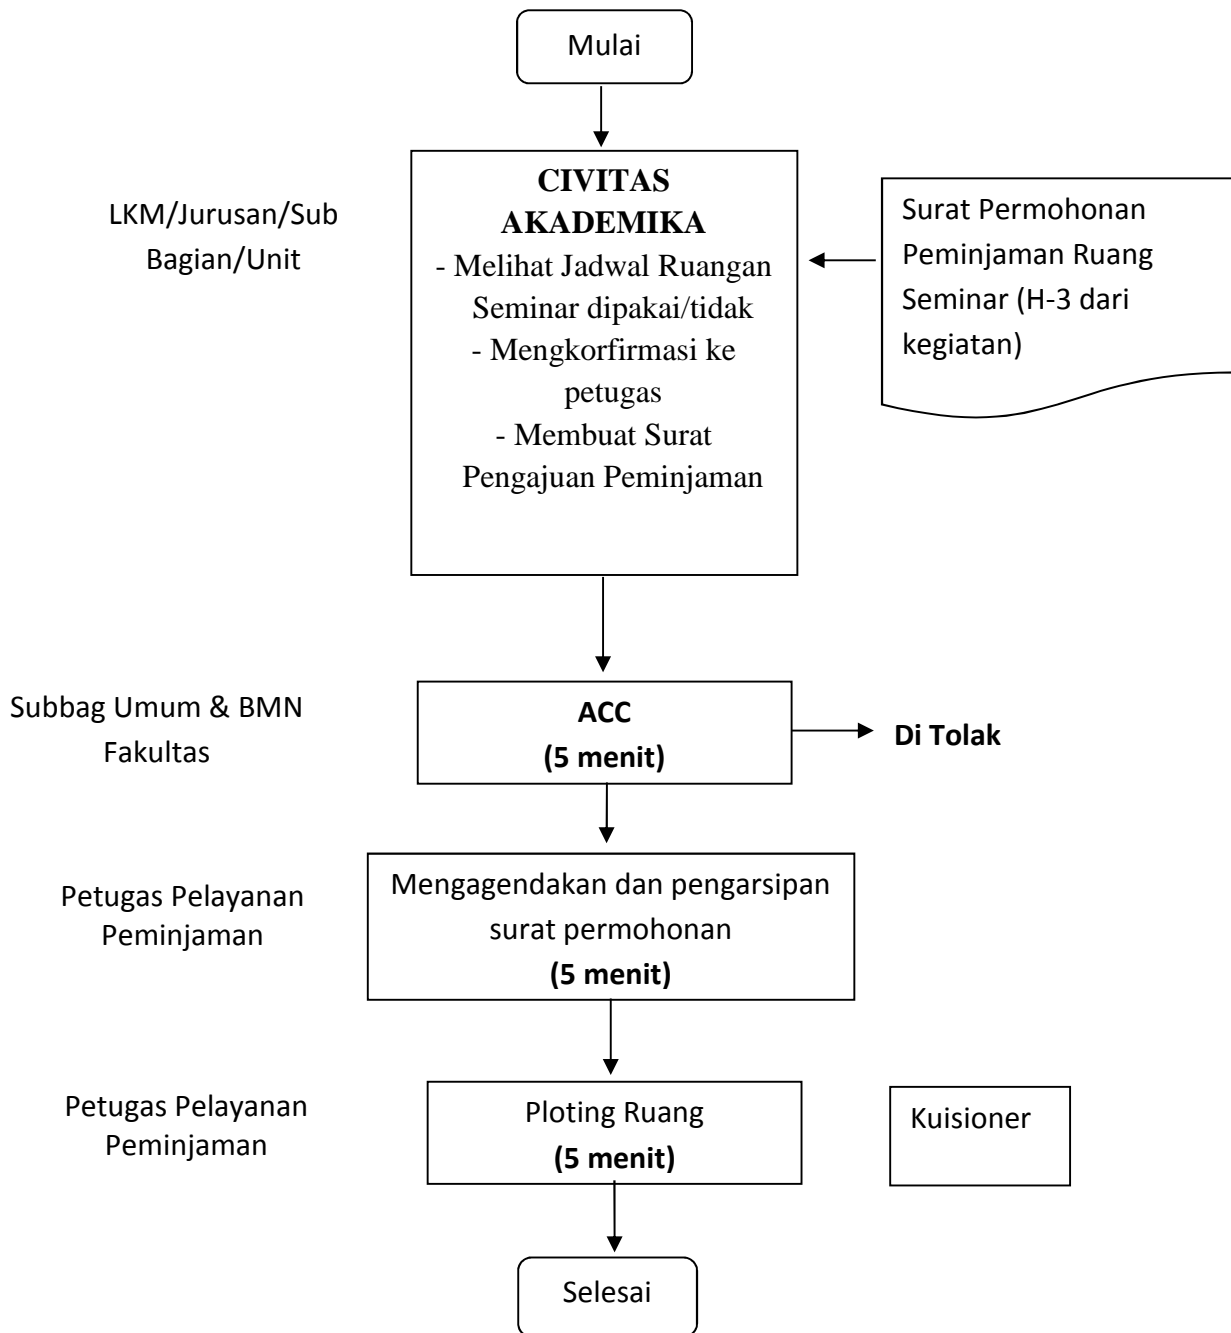 Mulai
LKM/Jurusan/Sub
Bagian/Unit
CIVITAS
AKADEMIKA
- Melihat Jadwal Ruangan
Seminar dipakai/tidak
- Mengkorfirmasi ke
petugas
- Membuat Surat
Pengajuan Peminjaman
Surat Permohonan
Peminjaman Ruang
Seminar (H-3 dari
kegiatan)
Subbag Umum & BMN
Fakultas
ACC
(5 menit)
Di Tolak
Petugas Pelayanan
Peminjaman
Mengagendakan dan pengarsipan
surat permohonan
(5 menit)
Petugas Pelayanan
Peminjaman
Ploting Ruang
(5 menit)
Kuisioner
Selesai